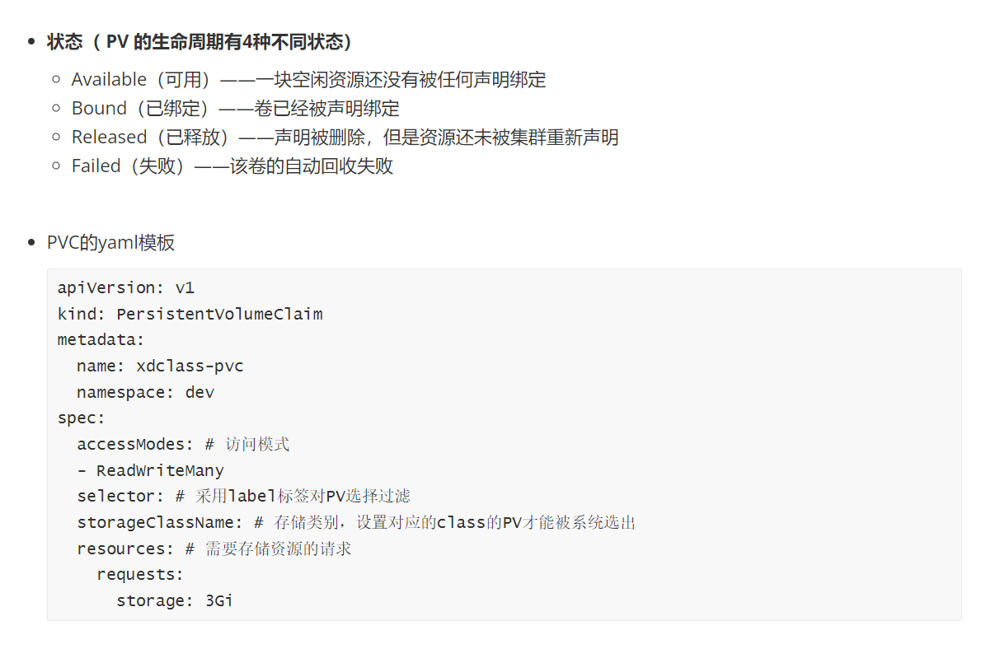 状态（ PV 的生命周期有4种不同状态）
Available（可用）——一块空闲资源还没有被任何声明绑定
Bound（已绑定）——卷已经被声明绑定
Released（已释放）——声明被删除，但是资源还未被集群重新声明
Failed（失败）——该卷的自动回收失败
PVC的yaml模板
apiVersion: v1
kind: PersistentVolumeClaim
metadata:
  name: xdclass-pvc
  namespace: dev
spec:
  accessModes: # 访问模式
  - ReadWriteMany
  selector: # 采用label标签对PV选择过滤
  storageClassName: # 存储类别，设置对应的class的PV才能被系统选出
  resources: # 需要存储资源的请求
    requests:
      storage: 3Gi